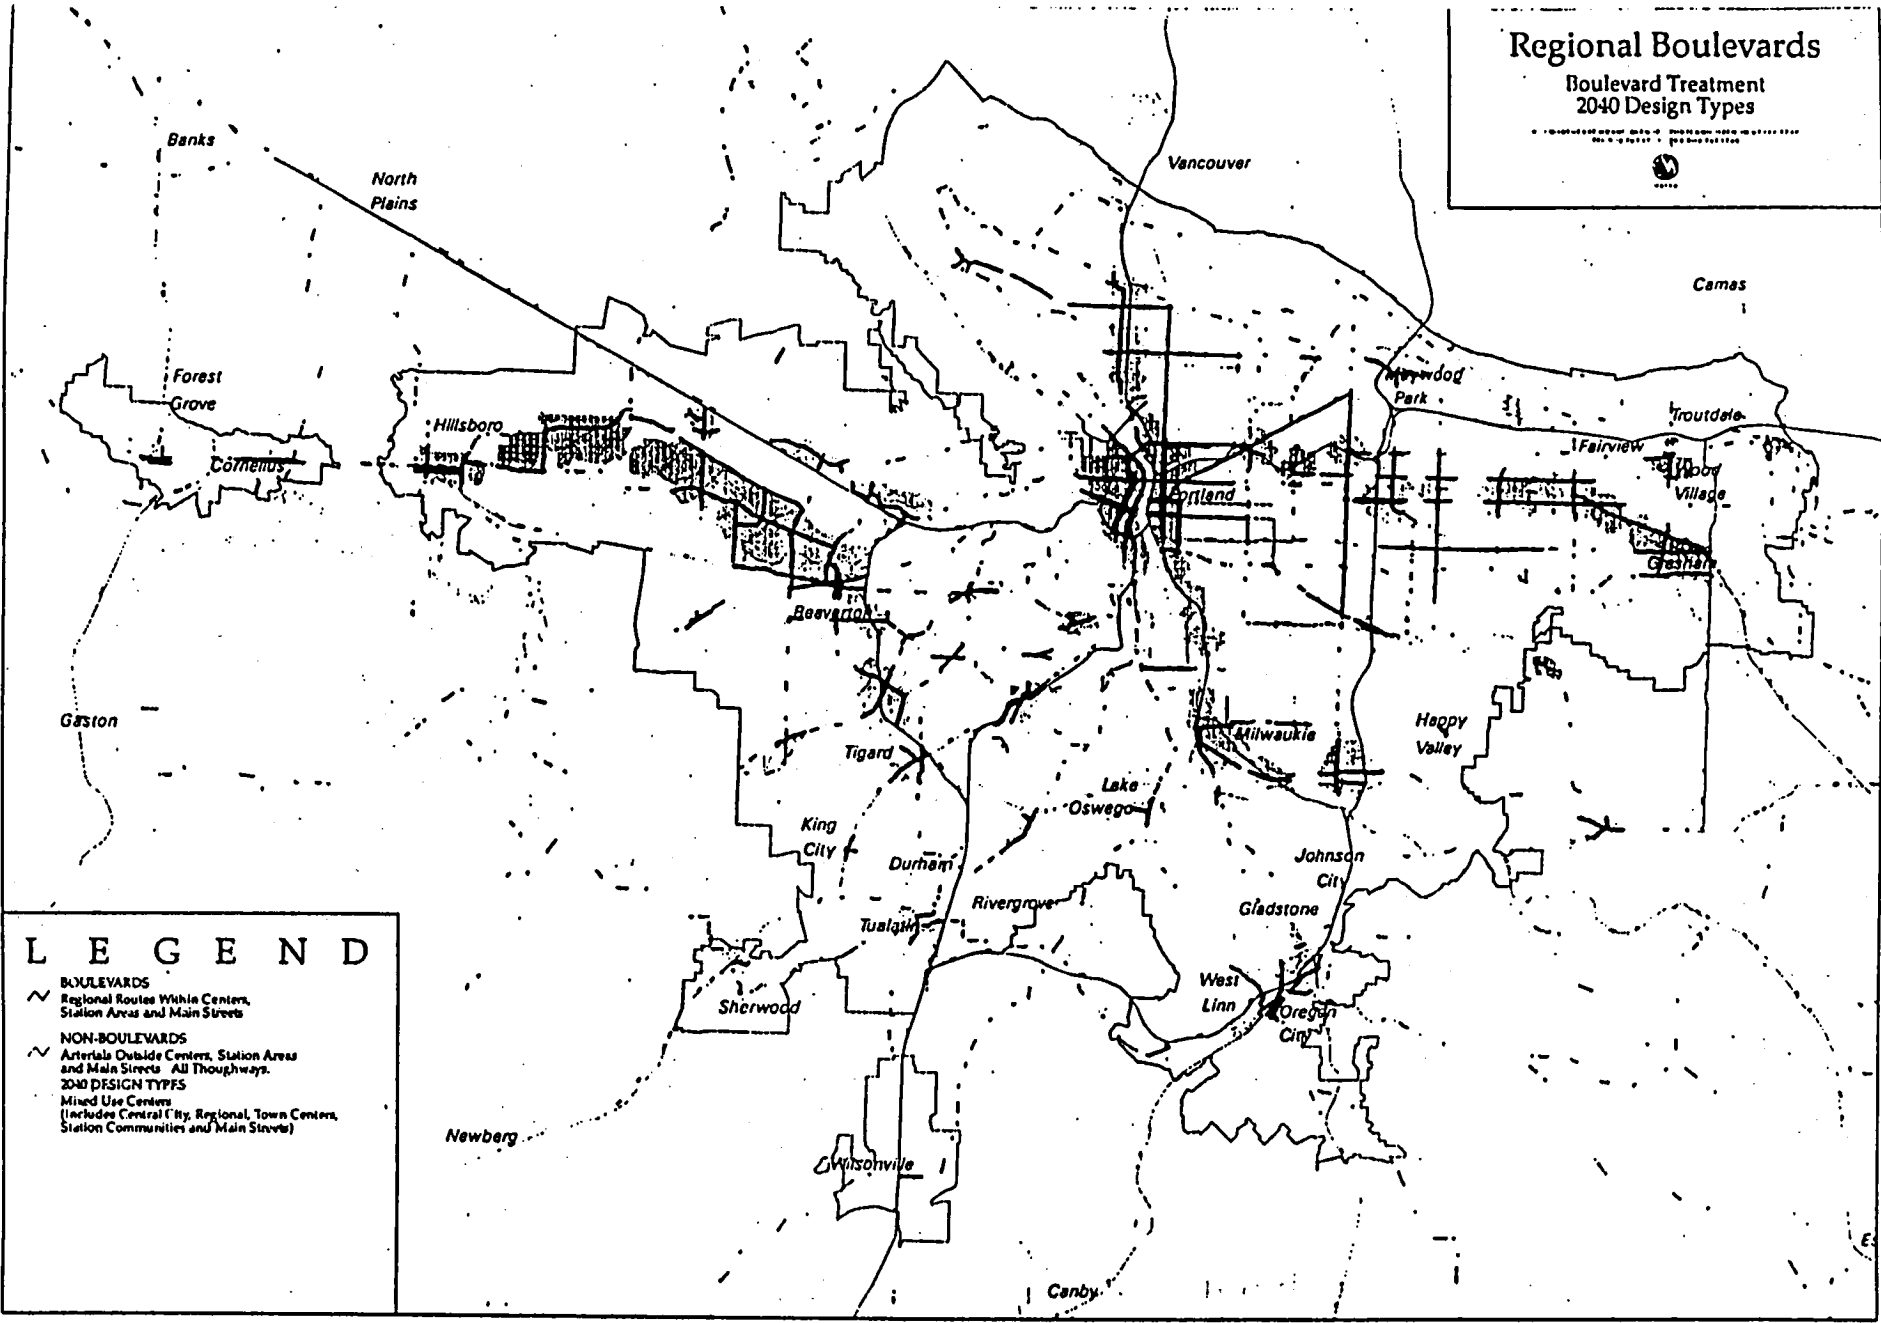 Regional Boulevards
Boulevard Treatment
2040 Design Types
METRO
Banks
North
Plains
Vancouver
Camas
Forest
Grove
Maywood
Park
Troutdale
Hillsboro
Cornelius
Fairview
Wood
Village
Portland
Gresham
Beaverton
Gaston
Happy
Valley
Milwaukie
Tigard
Lake
Oswego
King
City
Durham
Johnson
City
Rivergrove
Gladstone
Tualatin
West
Linn
Sherwood
Oregon
City
Newberg
Wilsonville
Canby
Es
LEGEND
BOULEVARDS
Regional Routes Within Centers,
Station Areas and Main Streets
NON-BOULEVARDS
Arterials Outside Centers, Station Areas
and Main Streets All Thoughways.
2040 DESIGN TYPES
Mixed Use Centers
(Includes Central City, Regional, Town Centers,
Station Communities and Main Streets)